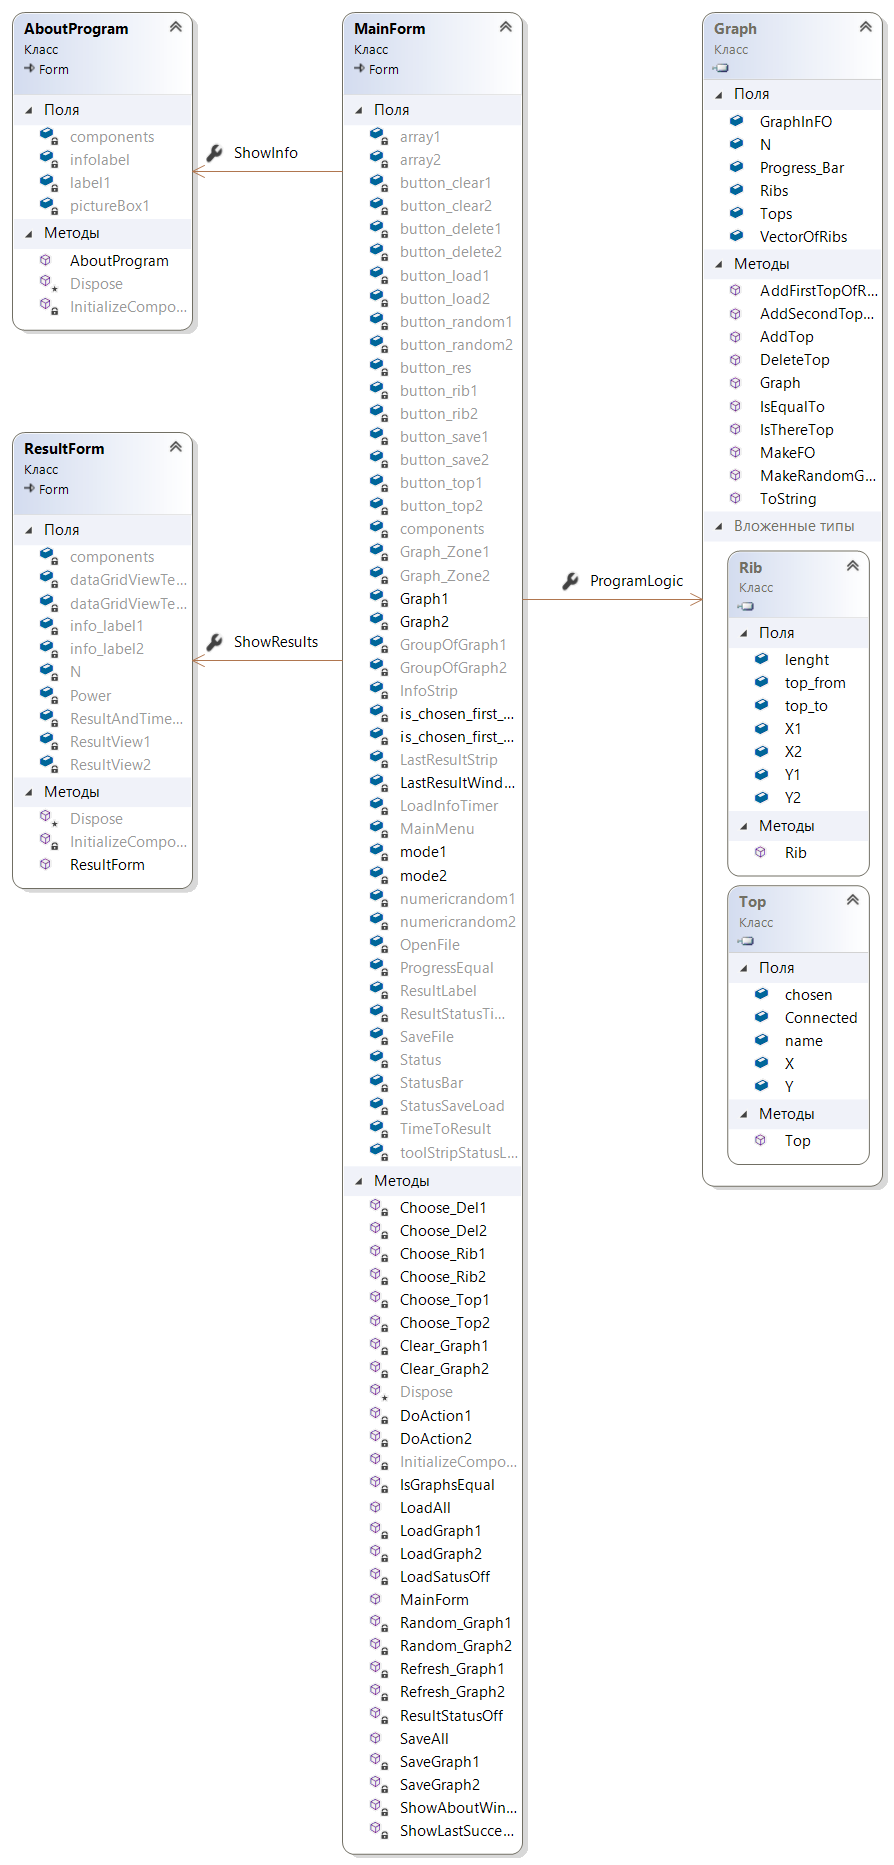 AboutProgram
Класс
Form
Поля
components
infolabel
label1
pictureBox1
Методы
AboutProgram
Dispose
InitializeCompo...
ShowInfo
ResultForm
Класс
Form
Поля
components
dataGridViewTe...
dataGridViewTe...
info_label1
info_label2
N
Power
ResultAndTime...
ResultView1
ResultView2
Методы
Dispose
InitializeCompo...
ResultForm
ShowResults
MainForm
Класс
Form
Поля
array1
array2
button_clear1
button_clear2
button_delete1
button_delete2
button_load1
button_load2
button_random1
button_random2
button_res
button_rib1
button_rib2
button_save1
button_save2
button_top1
button_top2
components
Graph_Zone1
Graph_Zone2
Graph1
Graph2
GroupOfGraph1
GroupOfGraph2
InfoStrip
is_chosen_first_...
is_chosen_first_...
LastResultStrip
LastResultWind...
LoadInfoTimer
MainMenu
mode1
mode2
numericrandom1
numericrandom2
OpenFile
ProgressEqual
ResultLabel
ResultStatusTi...
SaveFile
Status
StatusBar
StatusSaveLoad
TimeToResult
toolStripStatusL...
Методы
Choose_Del1
Choose_Del2
Choose_Rib1
Choose_Rib2
Choose_Top1
Choose_Top2
Clear_Graph1
Clear_Graph2
Dispose
DoAction1
DoAction2
InitializeCompo...
IsGraphsEqual
LoadAll
LoadGraph1
LoadGraph2
LoadSatusOff
MainForm
Random_Graph1
Random_Graph2
Refresh_Graph1
Refresh_Graph2
ResultStatusOff
SaveAll
SaveGraph1
SaveGraph2
ShowAboutWin...
ShowLastSucce...
ProgramLogic
Graph
Класс
Поля
GraphInFO
N
Progress_Bar
Ribs
Tops
VectorOfRibs
Методы
AddFirstTopOfR...
AddSecondTop...
AddTop
DeleteTop
Graph
IsEqualTo
IsThereTop
MakeFO
MakeRandomG...
ToString
Вложенные типы
Rib
Класс
Поля
lenght
top_from
top_to
X1
X2
Y1
Y2
Методы
Rib
Top
Класс
Поля
chosen
Connected
name
X
Y
Методы
Top